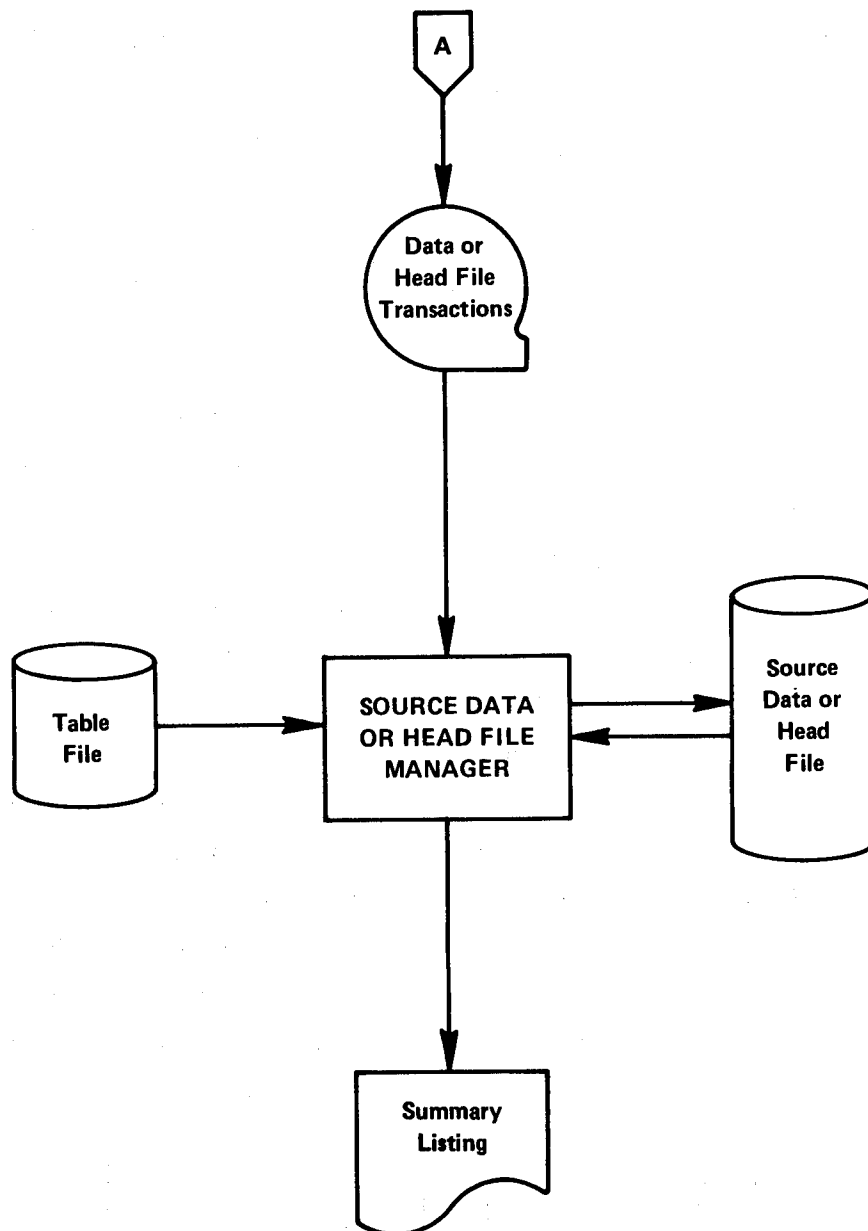 A
Data or
Head File
Transactions
Table
File
SOURCE DATA
OR HEAD FILE
MANAGER
Source
Data or
Head
File
Summary
Listing